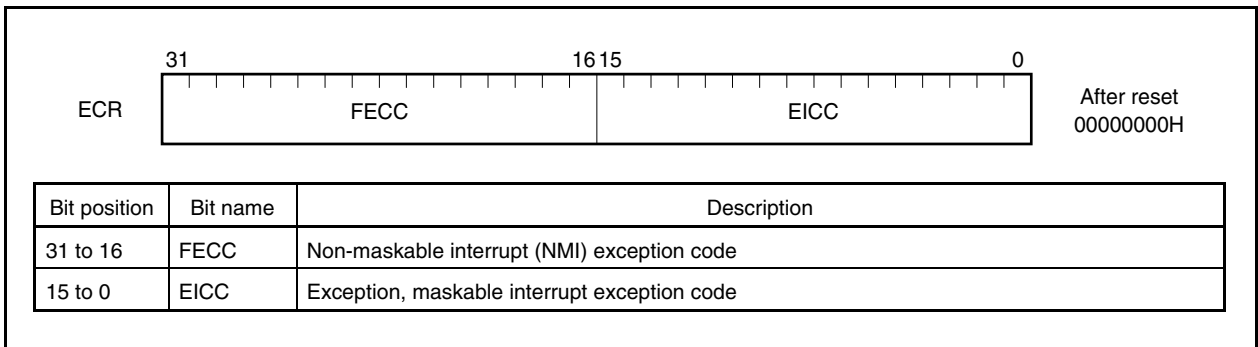 31 16 15 0
ECR FECC EICC After reset
00000000H
Bit position Bit name Description
31 to 16 FECC Non-maskable interrupt (NMI) exception code
15 to 0 EICC Exception, maskable interrupt exception code